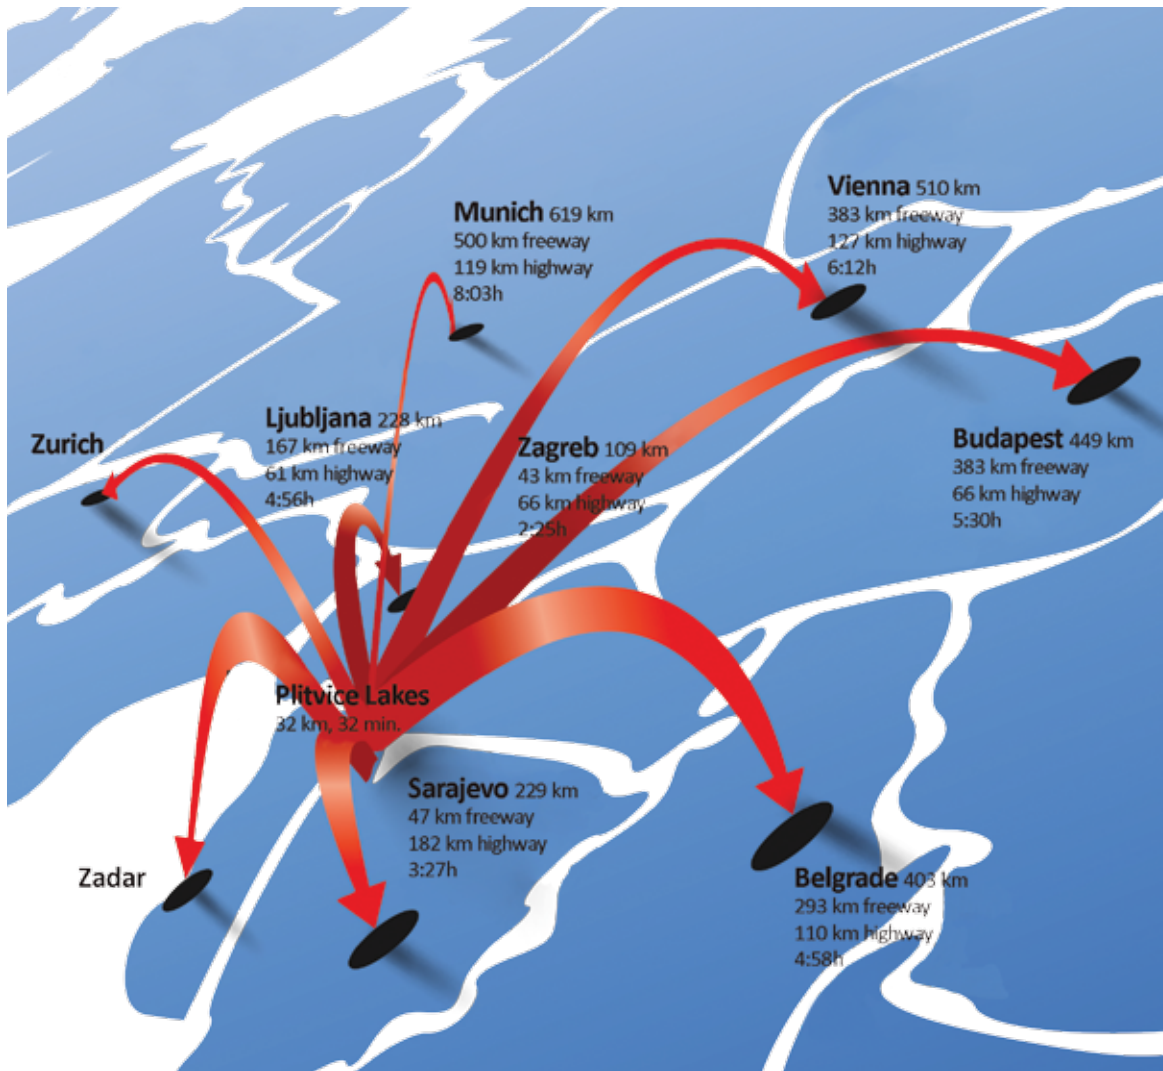 Vienna 510 km
383 km freeway
127 km highway
6:12h
Munich 619 km
500 km freeway
119 km highway
8:03h
Ljubljana 228 km
167 km freeway
61 km highway
4:56h
Zurich
Zagreb 109 km
43 km freeway
66 km highway
2:25h
Budapest 449 km
383 km freeway
66 km highway
5:30h
Plitvice Lakes
32 km, 32 min.
Sarajevo 229 km
47 km freeway
182 km highway
3:27h
Zadar
Belgrade 403 km
293 km freeway
110 km highway
4:58h